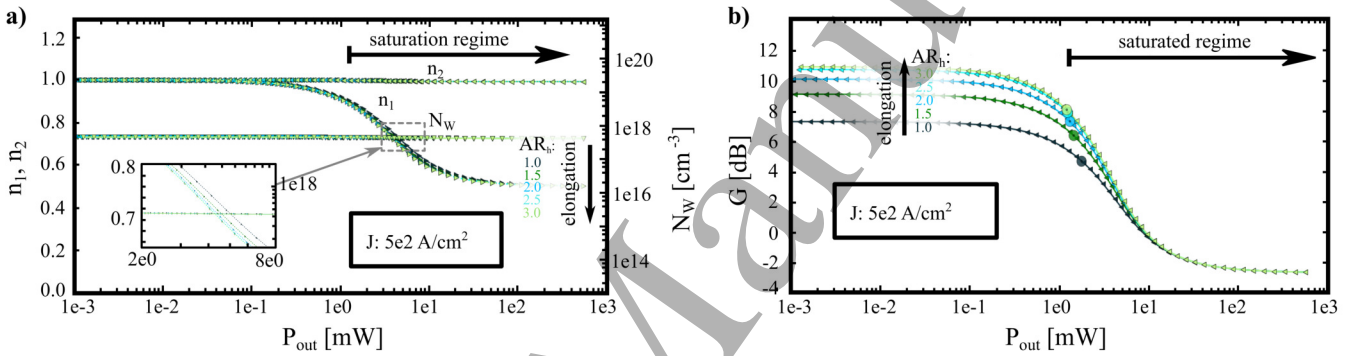 a)
saturation regime
n1, n2
1.2
1.0
0.8
0.6
0.4
0.2
0.0
n2
n1
NW
0.8
0.7
2e0
8e0
1e18
ARh:
1.0
1.5
2.0
2.5
3.0
elongation
J: 5e2 A/cm²
1e20
1e18
1e16
1e14
NW [cm⁻³]
1e-3
1e-2
1e-1
1e0
1e1
1e2
1e3
Pout [mW]
b)
saturated regime
G [dB]
12
10
8
6
4
2
0
-2
-4
elongation
ARh:
3.0
2.5
2.0
1.5
1.0
J: 5e2 A/cm²
1e-3
1e-2
1e-1
1e0
1e1
1e2
1e3
Pout [mW]
Manu